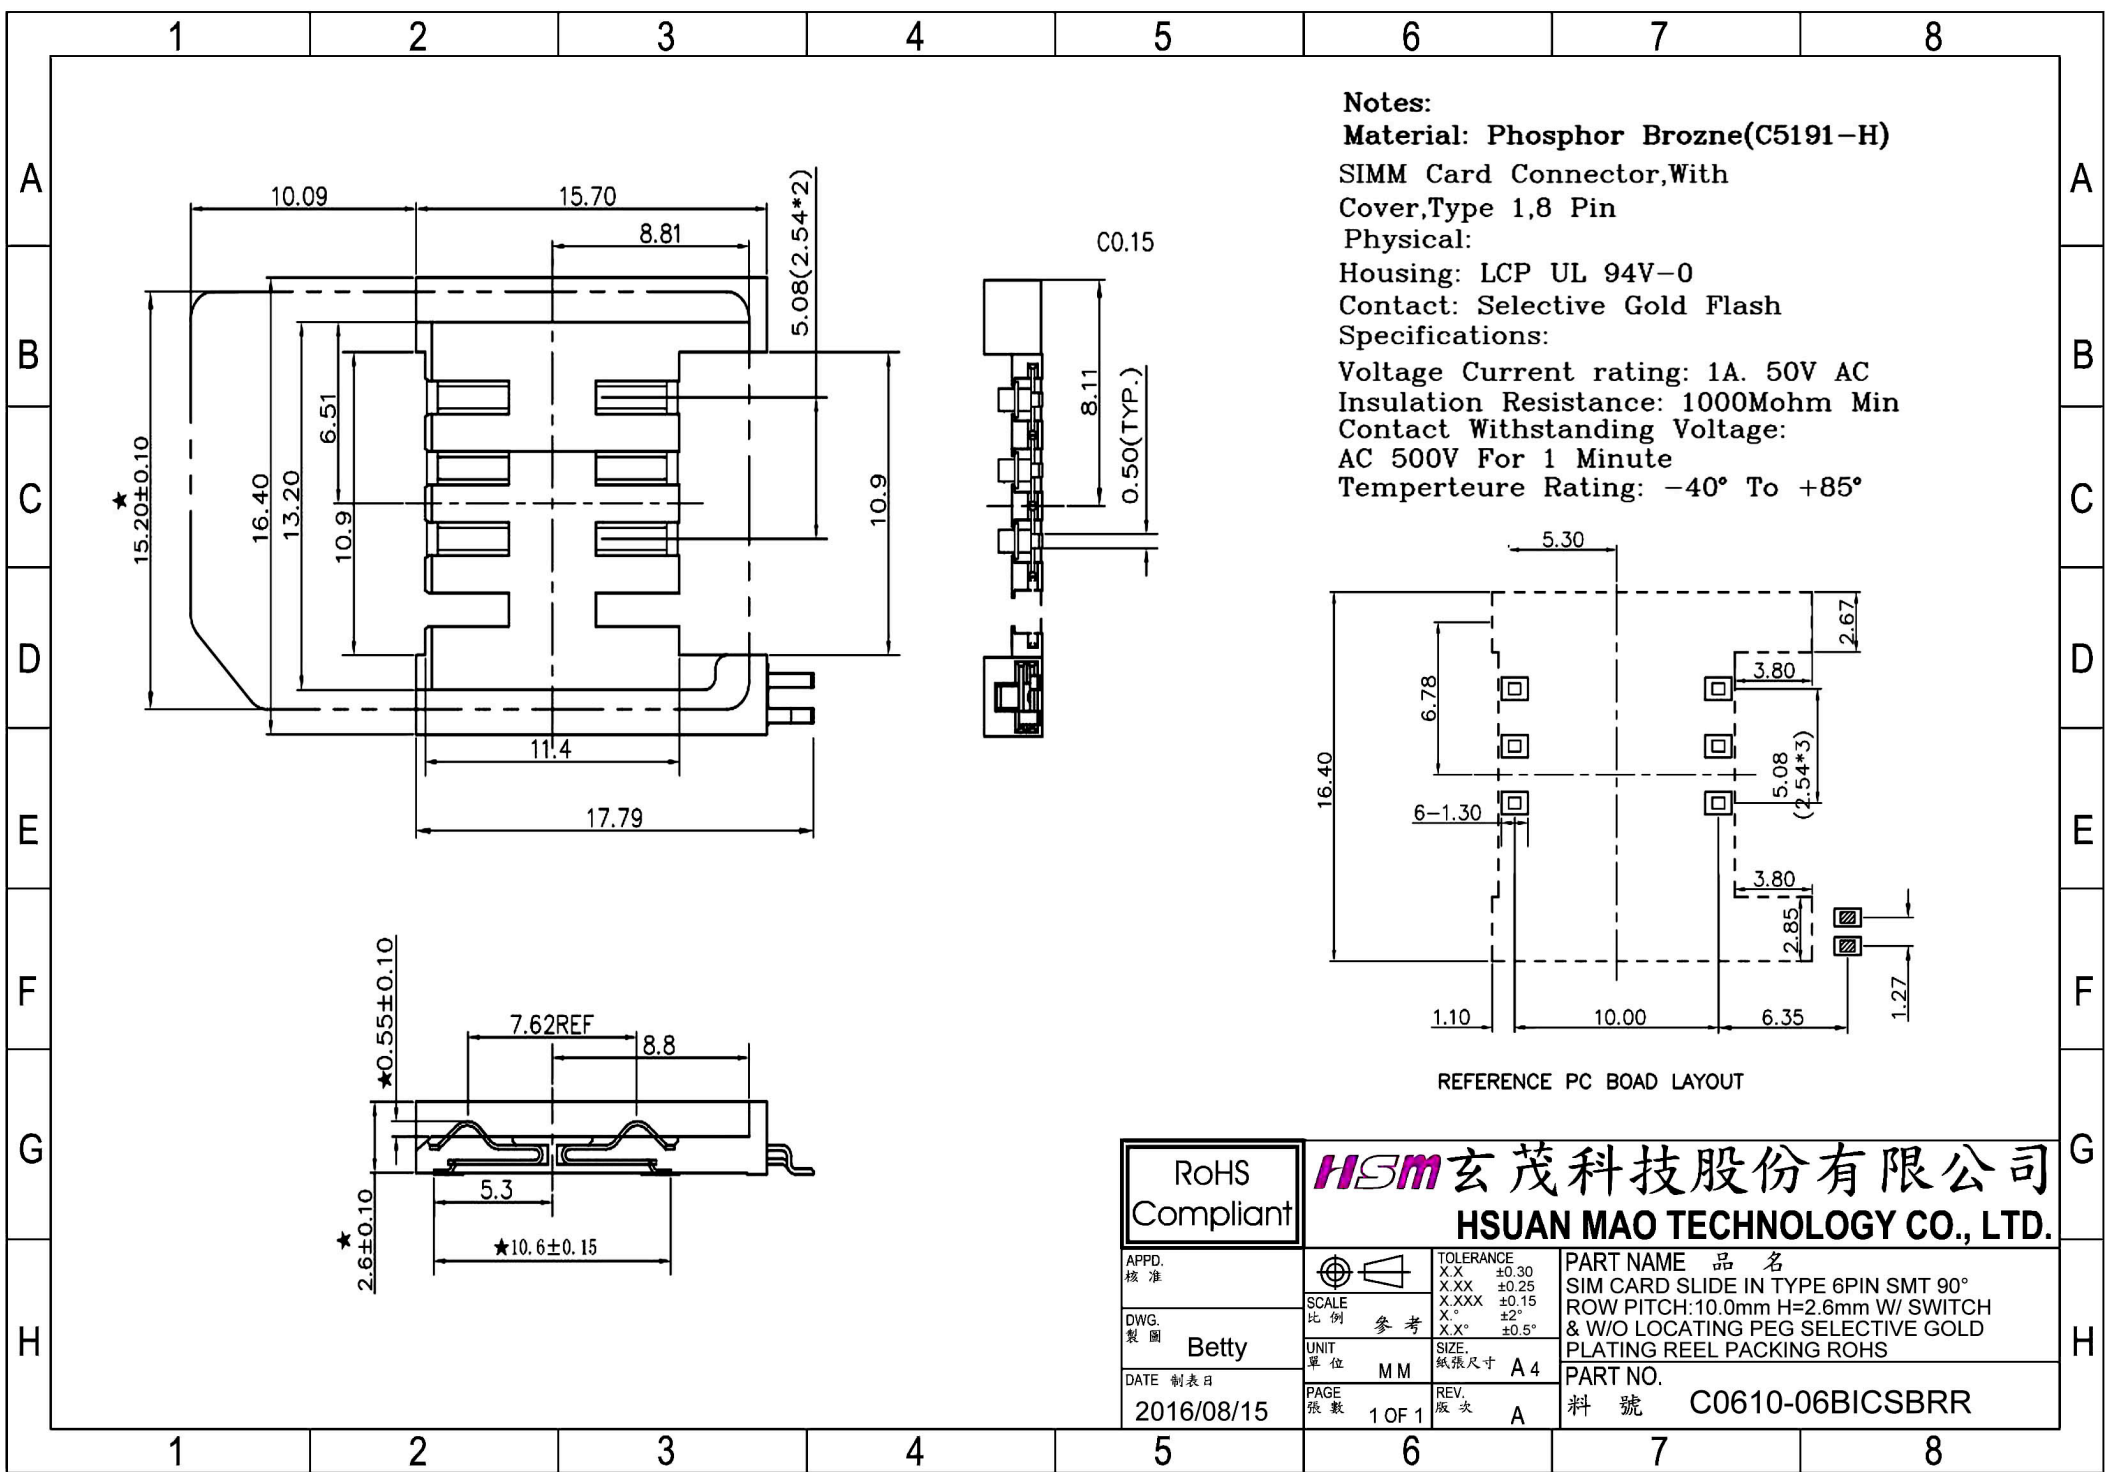 1 2 3 4 5 6 7 8
A
B
C
D
E
F
G
H
A
B
C
D
E
F
G
H
10.09
15.70
8.81
5.08(2.54*2)
★
15.20±0.10
16.40
13.20
6.51
10.9
10.9
11.4
17.79
C0.15
8.11
0.50(TYP.)
Notes:
Material: Phosphor Brozne(C5191-H)
SIMM Card Connector,With
Cover,Type 1,8 Pin
Physical:
Housing: LCP UL 94V-0
Contact: Selective Gold Flash
Specifications:
Voltage Current rating: 1A. 50V AC
Insulation Resistance: 1000Mohm Min
Contact Withstanding Voltage:
AC 500V For 1 Minute
Temperteure Rating: -40° To +85°
5.30
2.67
3.80
6.78
16.40
5.08
(2.54*3)
6-1.30
3.80
2.85
1.27
1.10
10.00
6.35
REFERENCE PC BOAD LAYOUT
★0.55±0.10
7.62REF
8.8
5.3
★
2.6±0.10
★10.6±0.15
RoHS
Compliant
HSM 玄茂科技股份有限公司
HSUAN MAO TECHNOLOGY CO., LTD.
APPD.
核 准
DWG.
製 圖
Betty
DATE 制表日
2016/08/15
SCALE
比 例
參 考
UNIT
單 位
MM
PAGE
張 數
1 OF 1
TOLERANCE
X.X ±0.30
X.XX ±0.25
X.XXX ±0.15
X.° ±2°
X.X° ±0.5°
SIZE.
紙張尺寸 A4
REV.
版 次
A
PART NAME 品 名
SIM CARD SLIDE IN TYPE 6PIN SMT 90°
ROW PITCH:10.0mm H=2.6mm W/ SWITCH
& W/O LOCATING PEG SELECTIVE GOLD
PLATING REEL PACKING ROHS
PART NO.
料 號
C0610-06BICSBRR
1 2 3 4 5 6 7 8